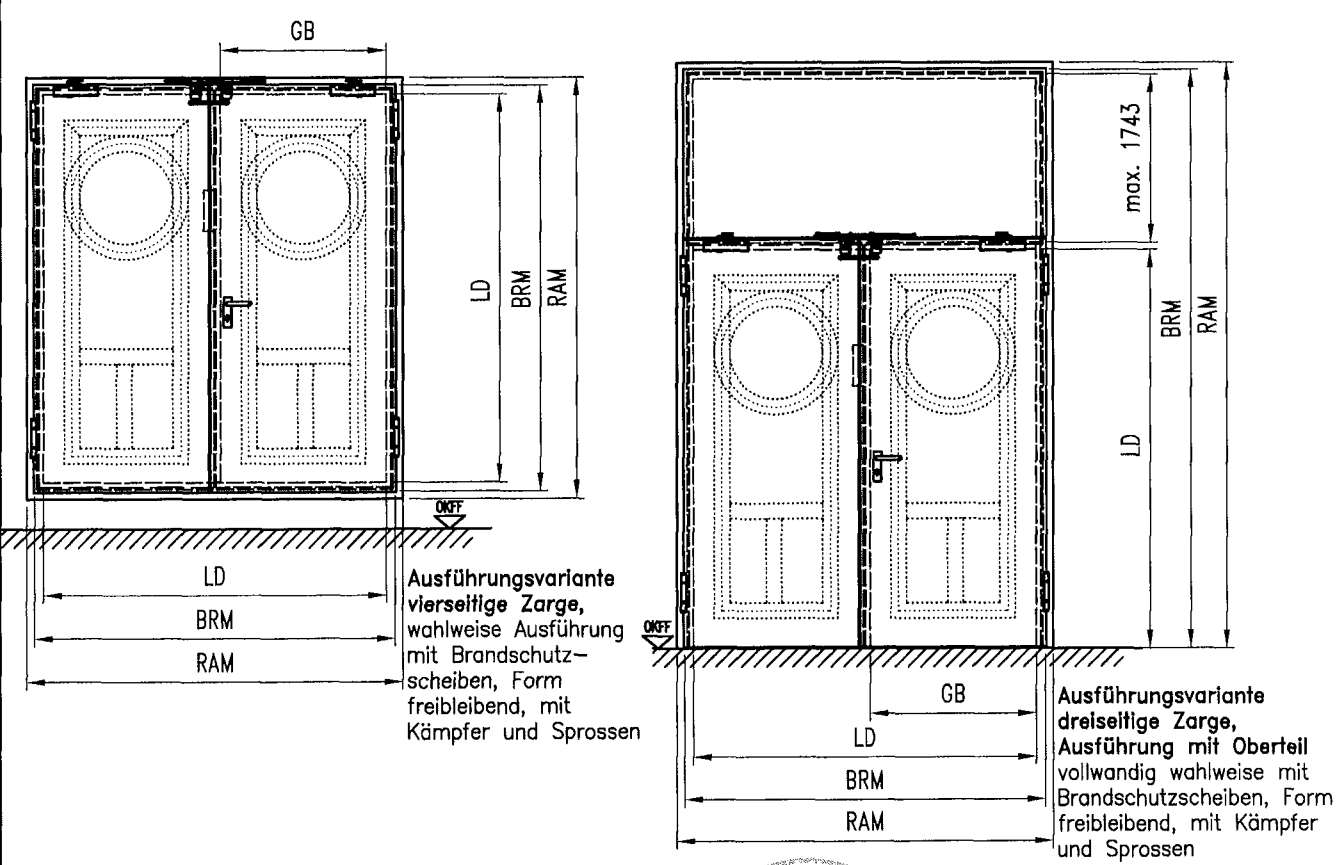 GB
LD
BRM
RAM
OKFF
LD
BRM
RAM
Ausführungsvariante
vierseitige Zarge,
wahlweise Ausführung
mit Brandschutz–
scheiben, Form
freibleibend, mit
Kämpfer und Sprossen
max. 1743
LD
BRM
RAM
OKFF
GB
LD
BRM
RAM
Ausführungsvariante
dreiseitige Zarge,
Ausführung mit Oberteil
vollwandig wahlweise mit
Brandschutzscheiben, Form
freibleibend, mit Kämpfer
und Sprossen